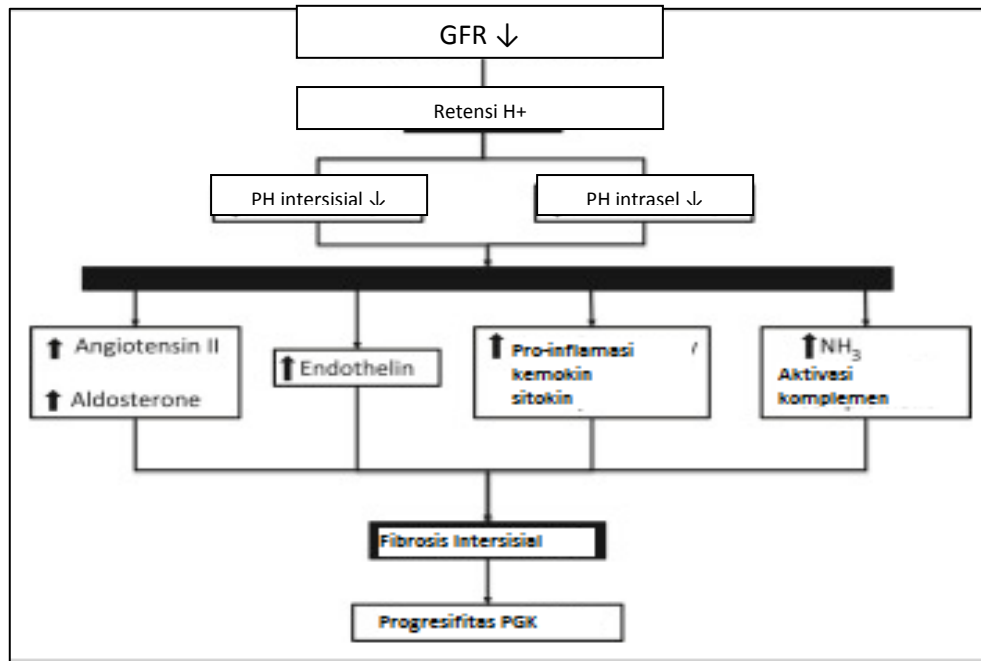 GFR ↓
Retensi H+
PH intersisial ↓
PH intrasel ↓
↑ Angiotensin II
↑ Aldosterone
↑ Endothelin
↑ Pro-inflamasi /
kemokin
sitokin
↑NH₃
Aktivasi
komplemen
Fibrosis Intersisial
Progresifitas PGK